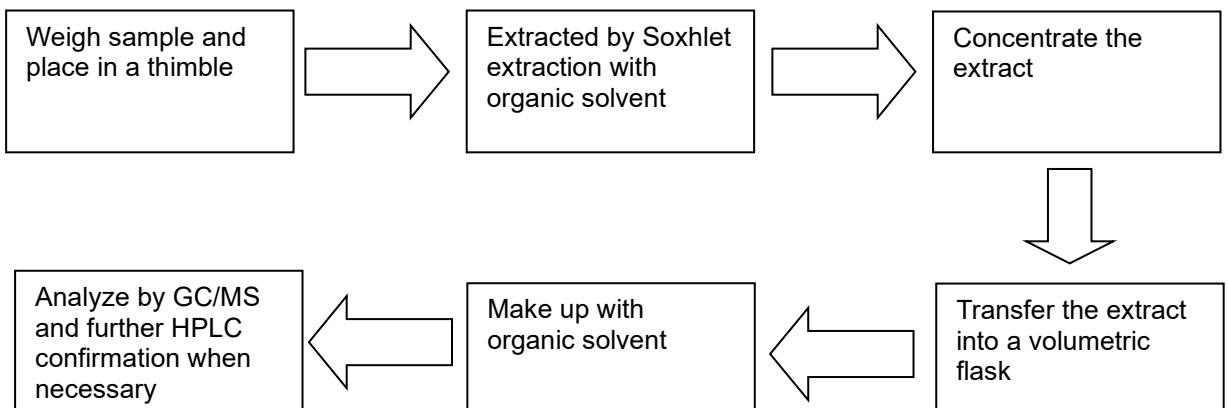 Weigh sample and
place in a thimble
Extracted by Soxhlet
extraction with
organic solvent
Concentrate the
extract
Transfer the extract
into a volumetric
flask
Make up with
organic solvent
Analyze by GC/MS
and further HPLC
confirmation when
necessary